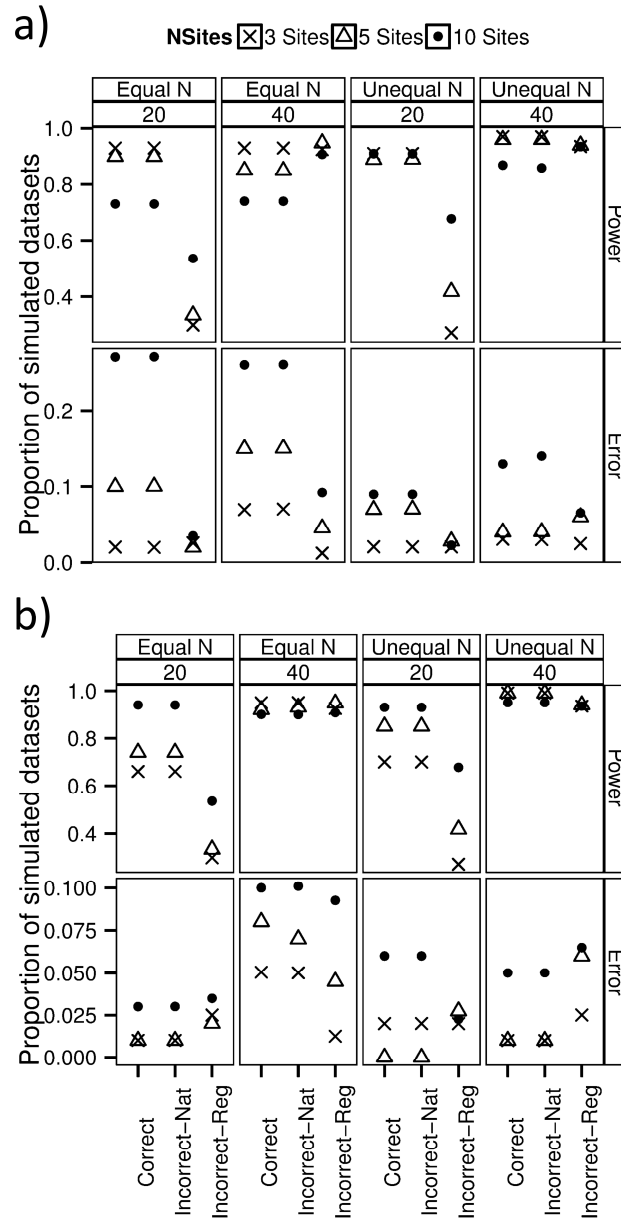 a)
NSites 3 Sites 5 Sites 10 Sites
Equal N Equal N Unequal N Unequal N
20 40 20 40
Proportion of simulated datasets
1.0
0.8
0.6
0.4
Power
0.2
0.1
0.0
Error
b)
Equal N Equal N Unequal N Unequal N
20 40 20 40
Proportion of simulated datasets
1.0
0.8
0.6
0.4
Power
0.100
0.075
0.050
0.025
0.000
Error
Correct
Incorrect−Nat
Incorrect−Reg
Correct
Incorrect−Nat
Incorrect−Reg
Correct
Incorrect−Nat
Incorrect−Reg
Correct
Incorrect−Nat
Incorrect−Reg